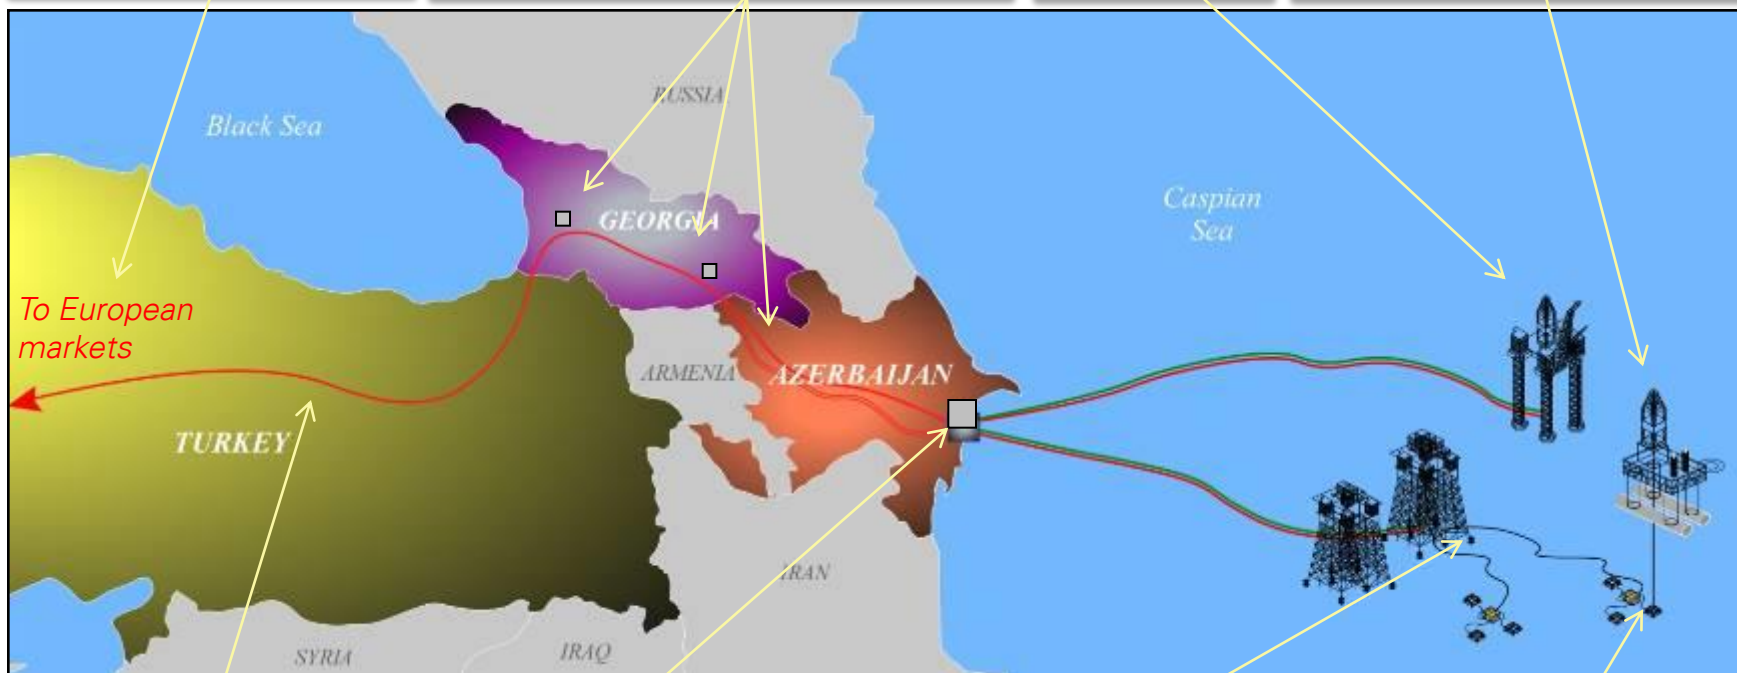 RUSSIA
Black Sea
Caspian
Sea
GEORGIA
To European
markets
ARMENIA
AZERBAIJAN
TURKEY
IRAN
SYRIA
IRAQ